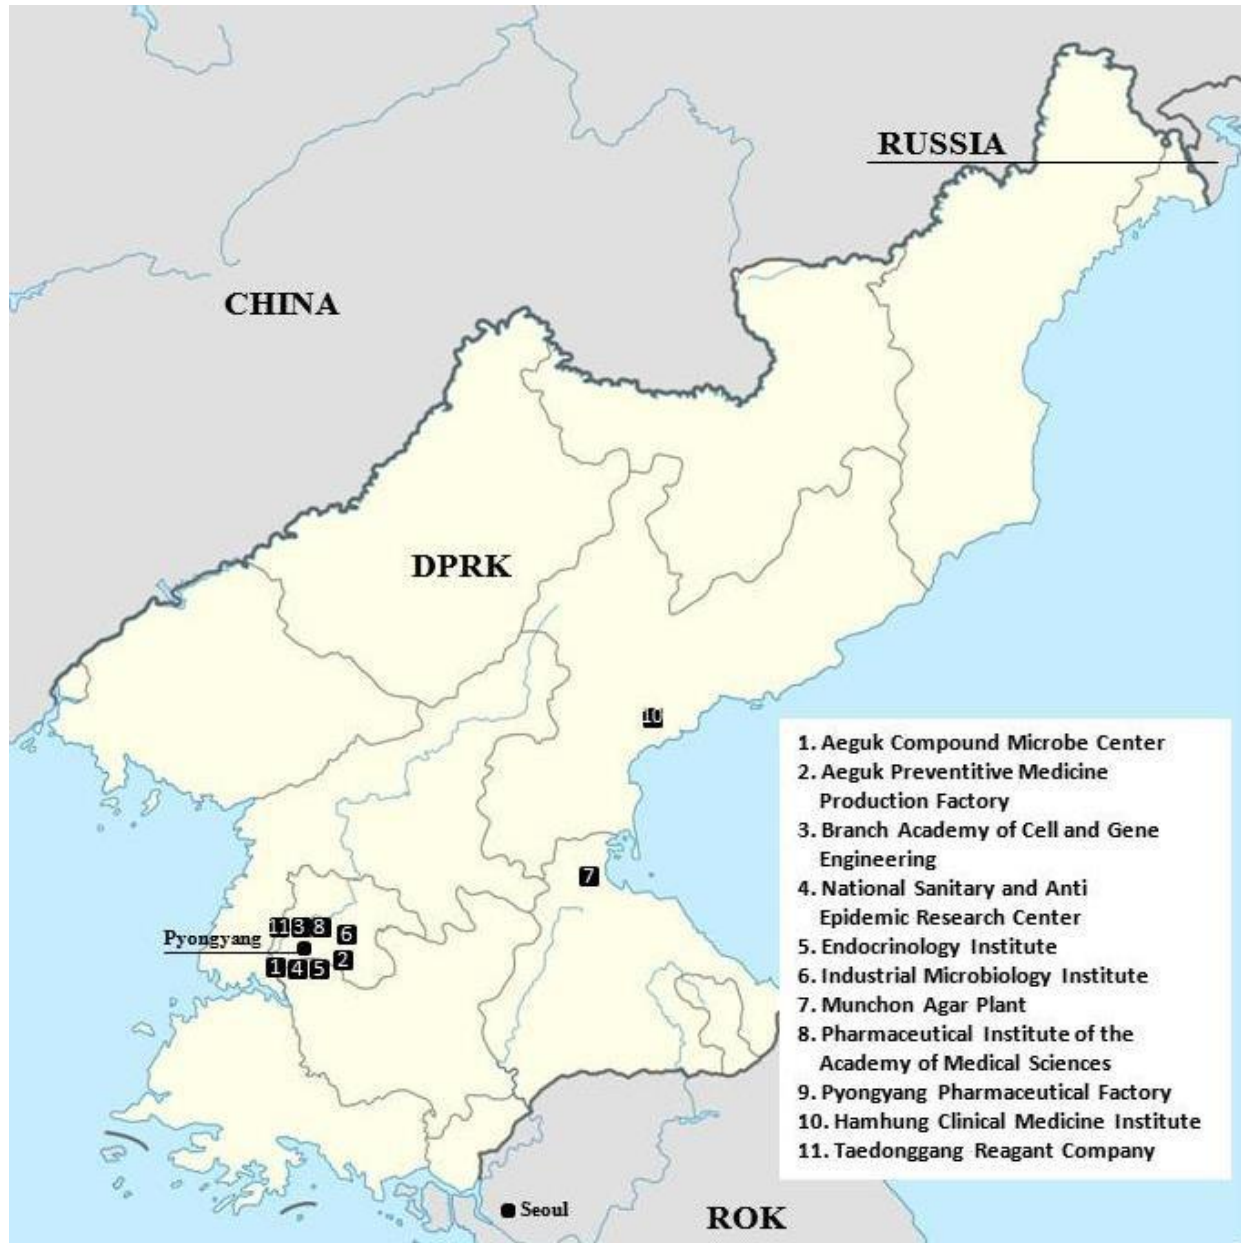 RUSSIA
CHINA
DPRK
10
7
11 3 8
6
Pyongyang
1 4 5
2
1. Aeguk Compound Microbe Center
2. Aeguk Preventitive Medicine
Production Factory
3. Branch Academy of Cell and Gene
Engineering
4. National Sanitary and Anti
Epidemic Research Center
5. Endocrinology Institute
6. Industrial Microbiology Institute
7. Munchon Agar Plant
8. Pharmaceutical Institute of the
Academy of Medical Sciences
9. Pyongyang Pharmaceutical Factory
10. Hamhung Clinical Medicine Institute
11. Taedonggang Reagant Company
Seoul
ROK